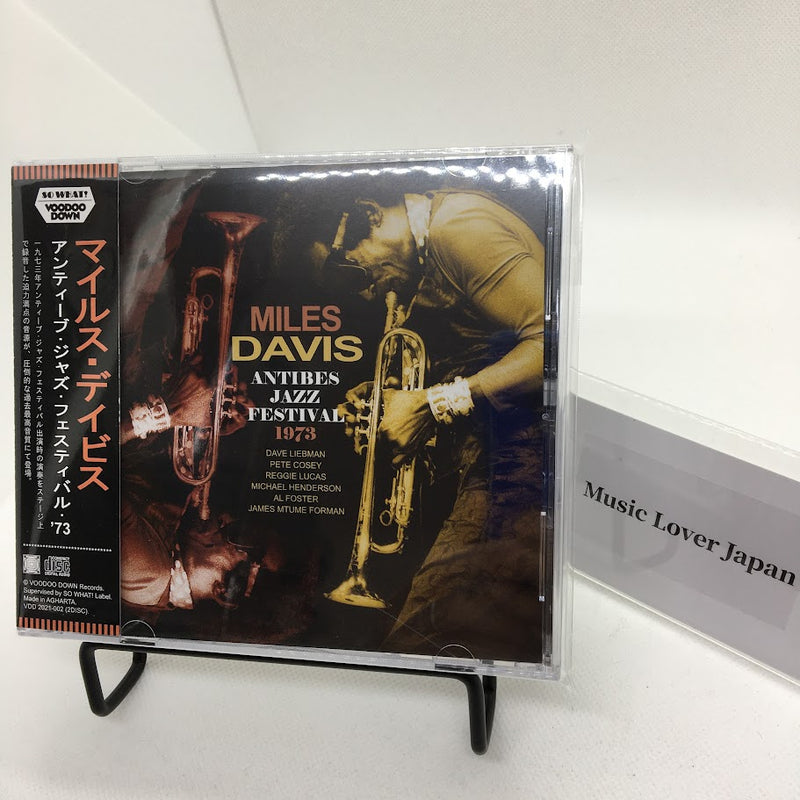 SO WHAT!
VOODOO
DOWN
マイルス・デイビス
アンティーブ・ジャズ・フェスティバル・'73
一九七三年アンティーブ・ジャズ・フェスティバル出演時の演奏をステージ上
で録音した迫力満点の音源が、圧倒的な過去最高音質にて登場。
COMPACT
disc
DIGITAL AUDIO
© VOODOO DOWN Records.
Supervised by SO WHAT! Label.
Made in AGHARTA.
VDD 2021-002 (2DISC)
MILES
DAVIS
ANTIBES
JAZZ
FESTIVAL
1973
DAVE LIEBMAN
PETE COSEY
REGGIE LUCAS
MICHAEL HENDERSON
AL FOSTER
JAMES MTUME FORMAN
Music Lover Japan